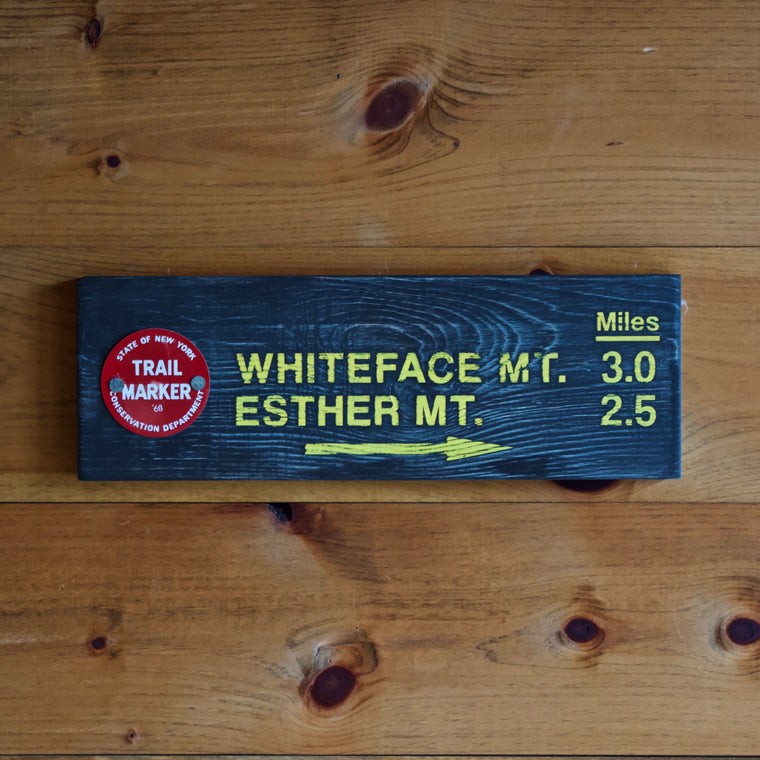 STATE OF NEW YORK
TRAIL
MARKER
'68
CONSERVATION DEPARTMENT
Miles
WHITEFACE MT. 3.0
ESTHER MT. 2.5